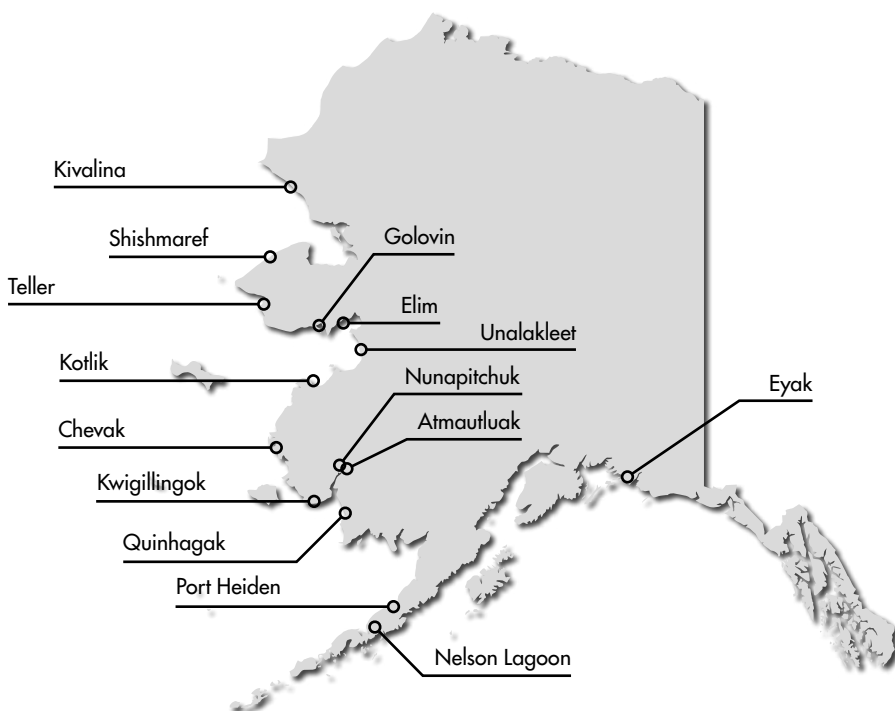 Kivalina
Shishmaref
Golovin
Teller
Elim
Unalakleet
Kotlik
Nunapitchuk
Eyak
Chevak
Atmautluak
Kwigillingok
Quinhagak
Port Heiden
Nelson Lagoon